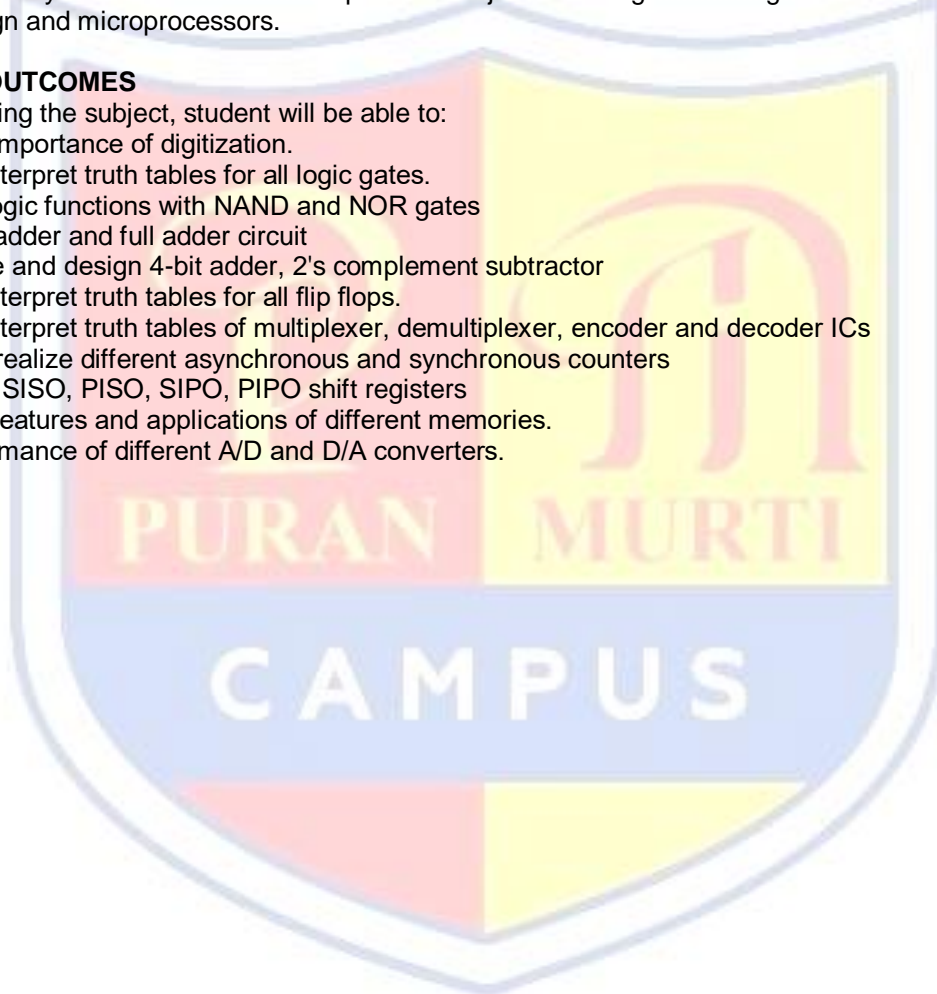 gn and microprocessors.
OUTCOMES
ing the subject, student will be able to:
mportance of digitization.
terpret truth tables for all logic gates.
ogic functions with NAND and NOR gates
adder and full adder circuit
e and design 4-bit adder, 2's complement subtractor
terpret truth tables for all flip flops.
terpret truth tables of multiplexer, demultiplexer, encoder and decoder ICs
realize different asynchronous and synchronous counters
SISO, PISO, SIPO, PIPO shift registers
eatures and applications of different memories.
mance of different A/D and D/A converters.
PURAN MURTI
CAMPUS